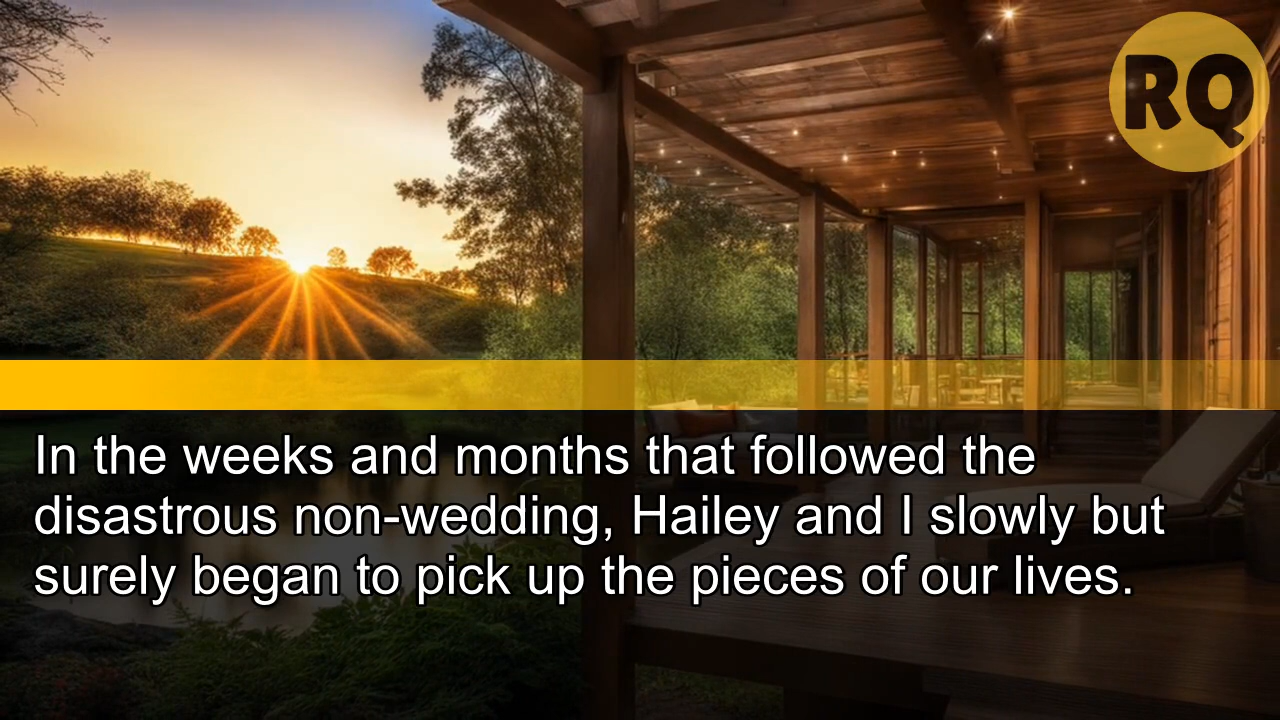 RQ
In the weeks and months that followed the
disastrous non-wedding, Hailey and I slowly but
surely began to pick up the pieces of our lives.